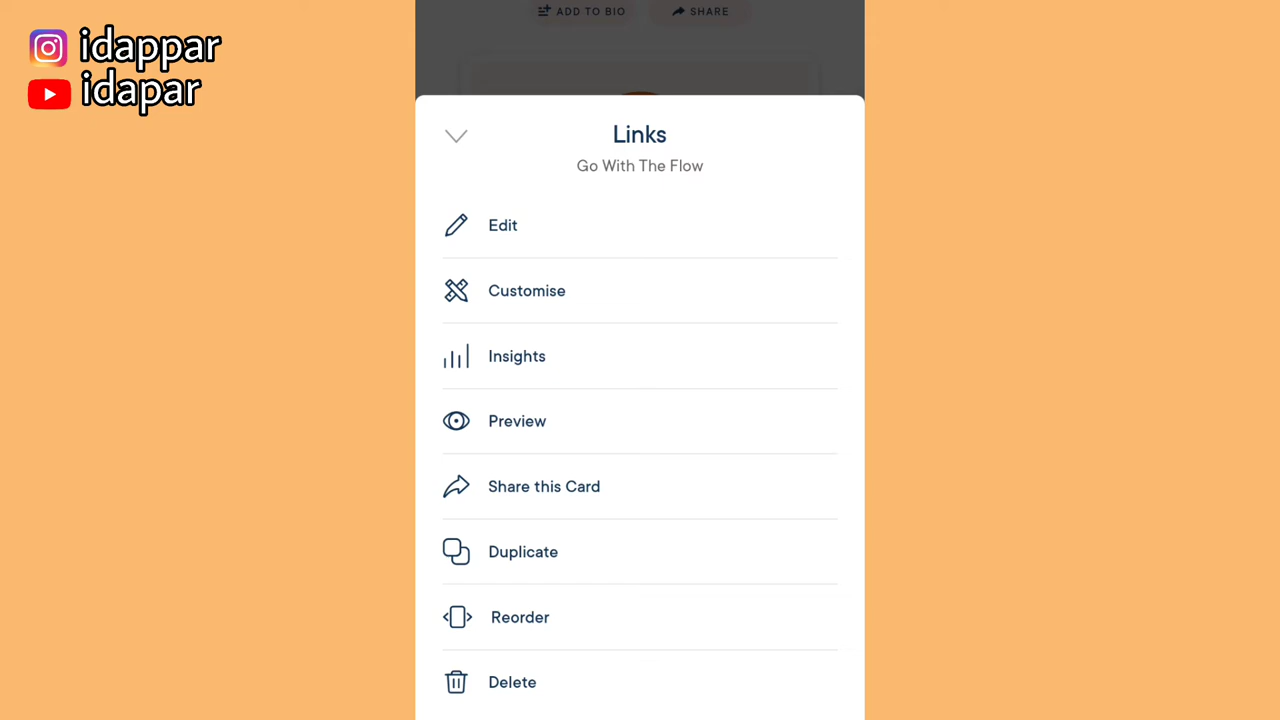 idappar
idapar
ADD TO BIO
SHARE
Links
Go With The Flow
Edit
Customise
Insights
Preview
Share this Card
Duplicate
Reorder
Delete